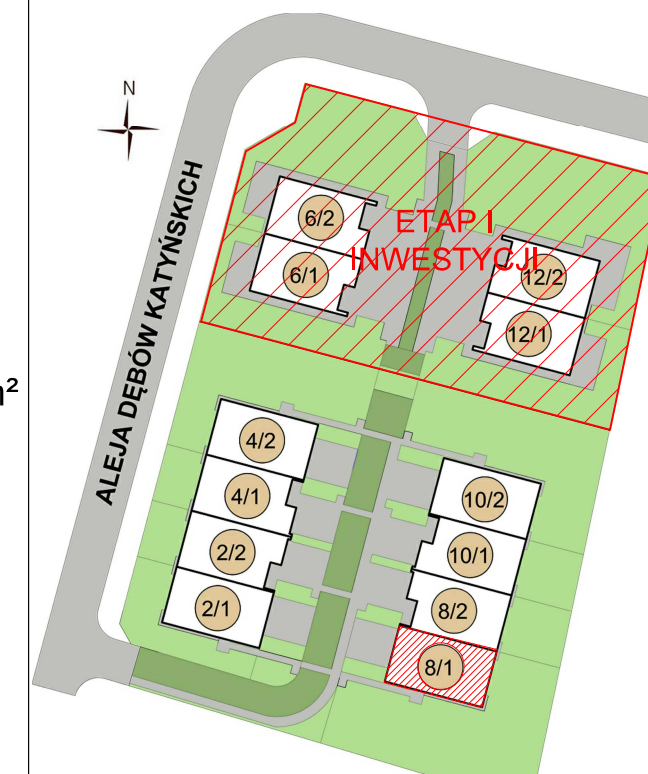 N
ALEJA DĘBÓW KATYŃSKICH
ETAP I
INWESTYCJI
6/2
6/1
12/2
12/1
m²
4/2
4/1
2/2
2/1
10/2
10/1
8/2
8/1